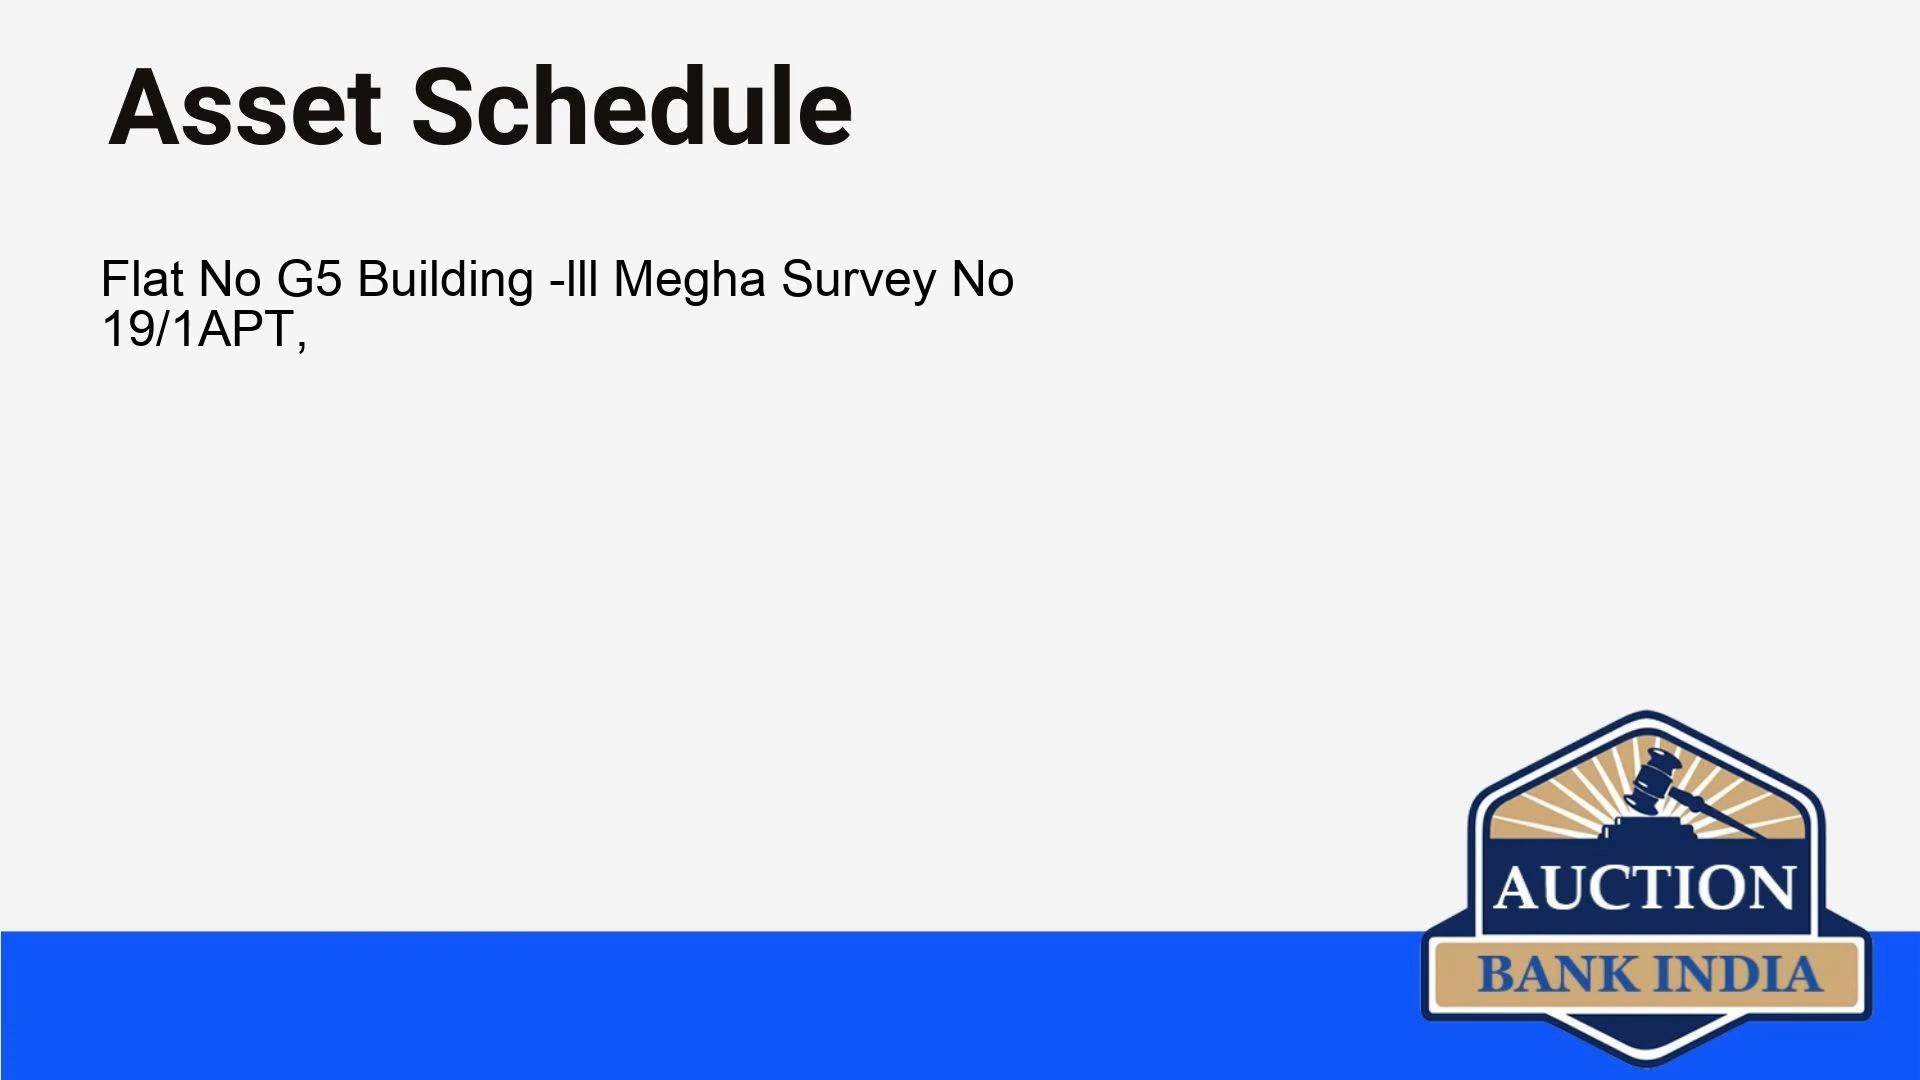 Asset Schedule
Flat No G5 Building -lll Megha Survey No
19/1APT,
AUCTION
BANK INDIA